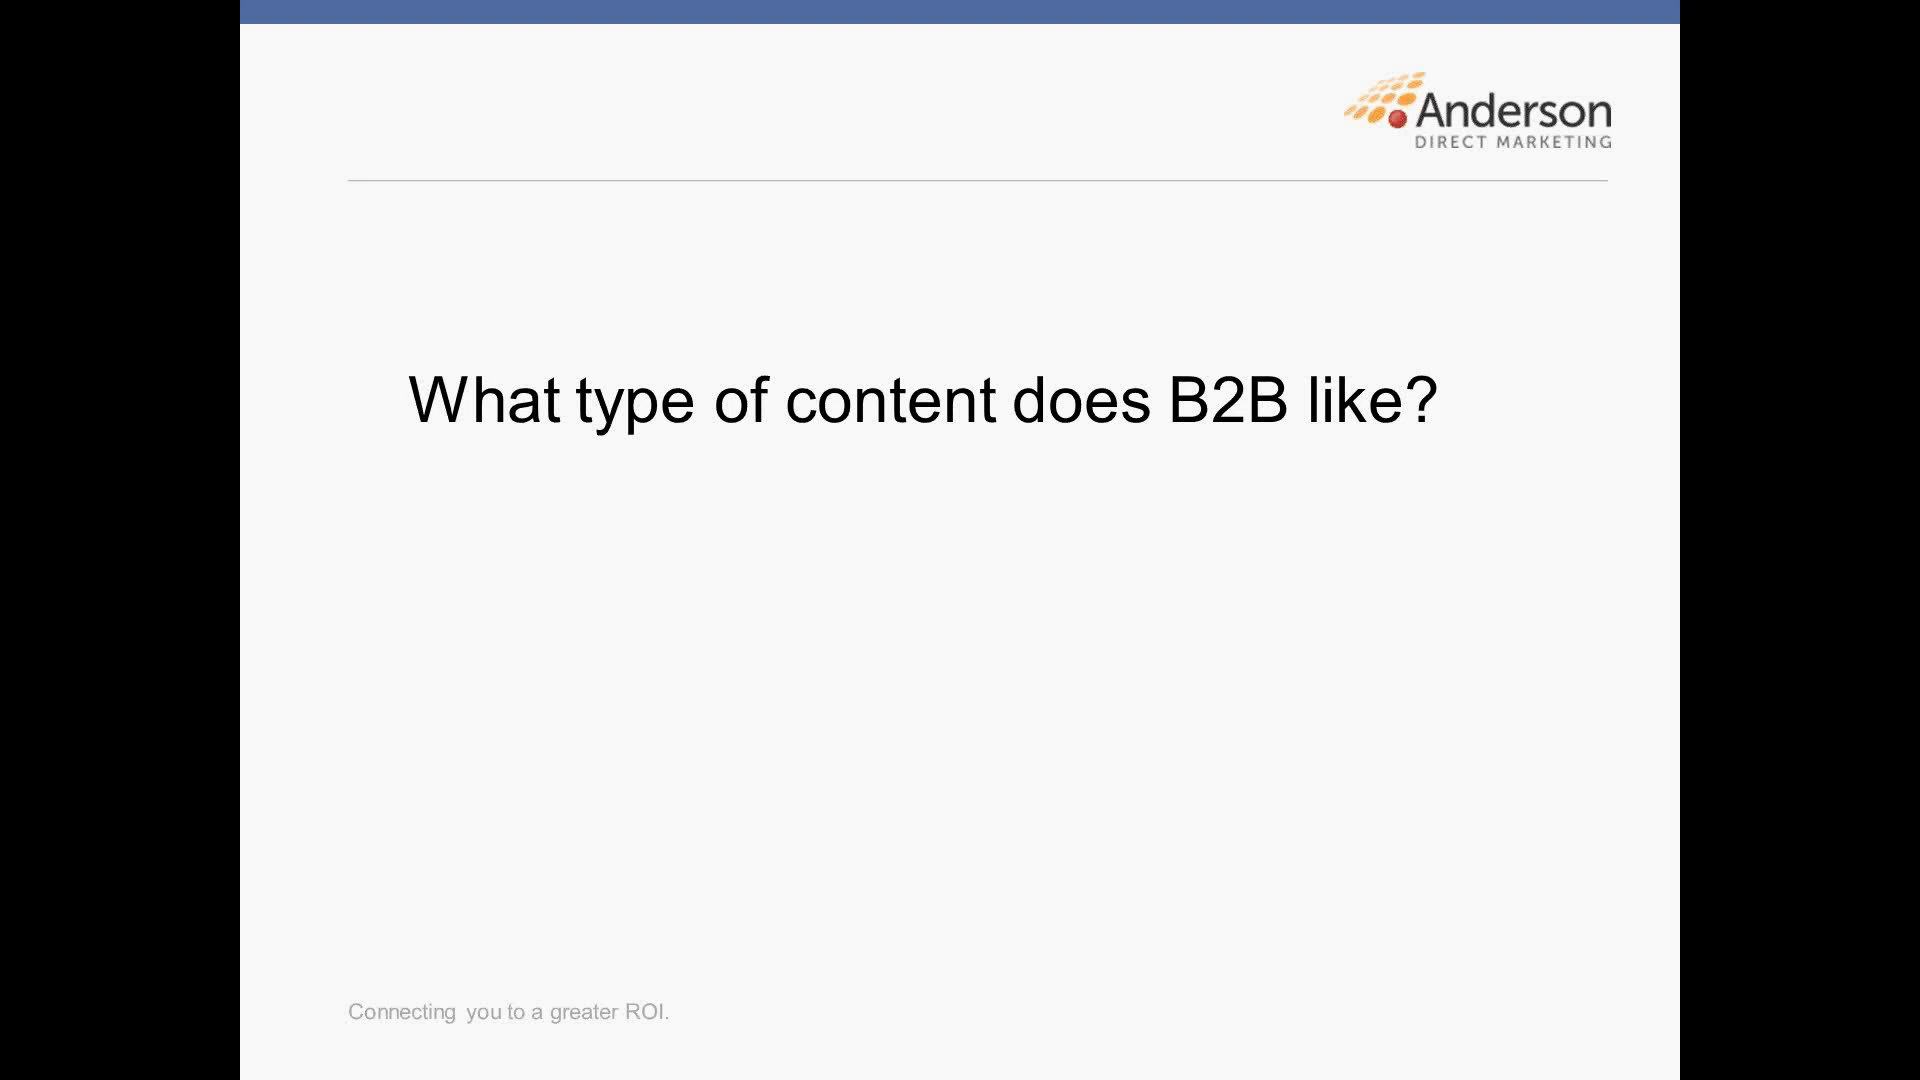 Anderson
DIRECT MARKETING
What type of content does B2B like?
Connecting you to a greater ROI.